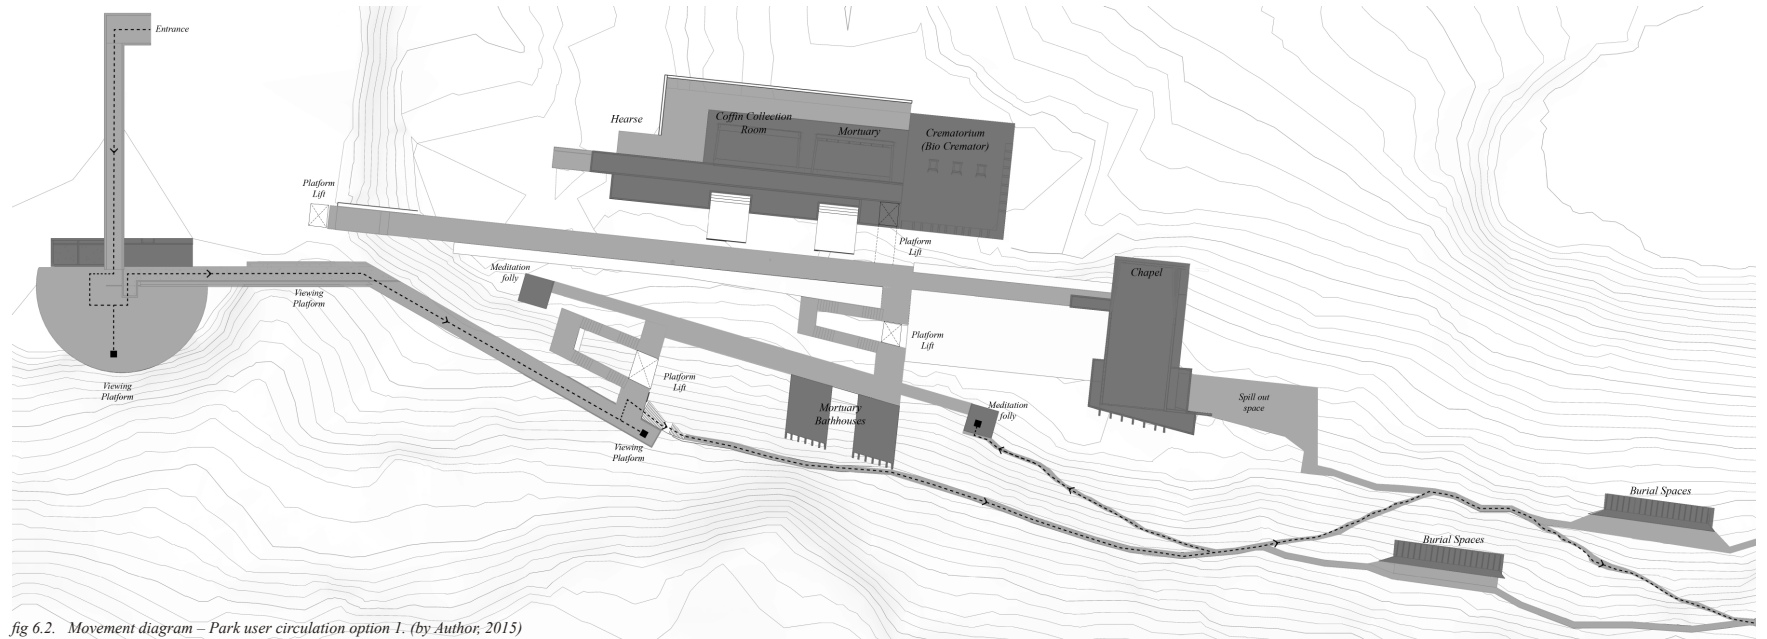 Entrance
Hearse
Coffin Collection
Room
Mortuary
Crematorium
(Bio Cremator)
Platform
Lift
Platform
Lift
Meditation
folly
Chapel
Viewing
Platform
Platform
Lift
Viewing
Platform
Platform
Lift
Mortuary
Bathhouses
Meditation
folly
Spill out
space
Viewing
Platform
Burial Spaces
Burial Spaces
fig 6.2. Movement diagram – Park user circulation option 1. (by Author, 2015)